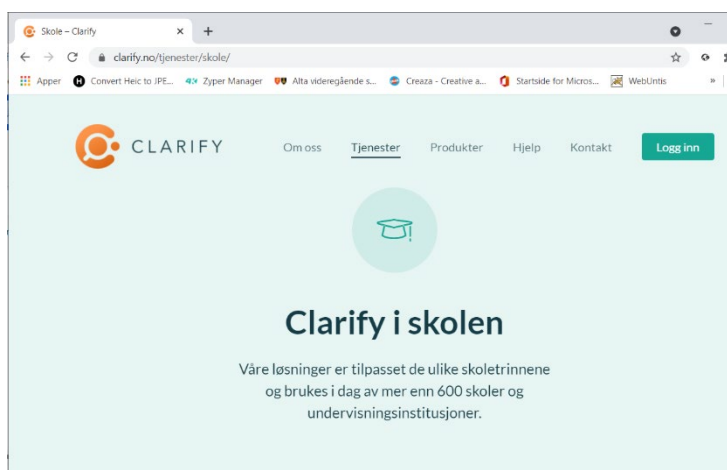 Skole – Clarify
clarify.no/tjenester/skole/
Apper Convert Heic to JPE... Zyper Manager Alta videregående s... Creaza - Creative a... Startside for Micros... WebUntis »
CLARIFY Om oss Tjenester Produkter Hjelp Kontakt Logg inn
Clarify i skolen
Våre løsninger er tilpasset de ulike skoletrinnene
og brukes i dag av mer enn 600 skoler og
undervisningsinstitusjoner.